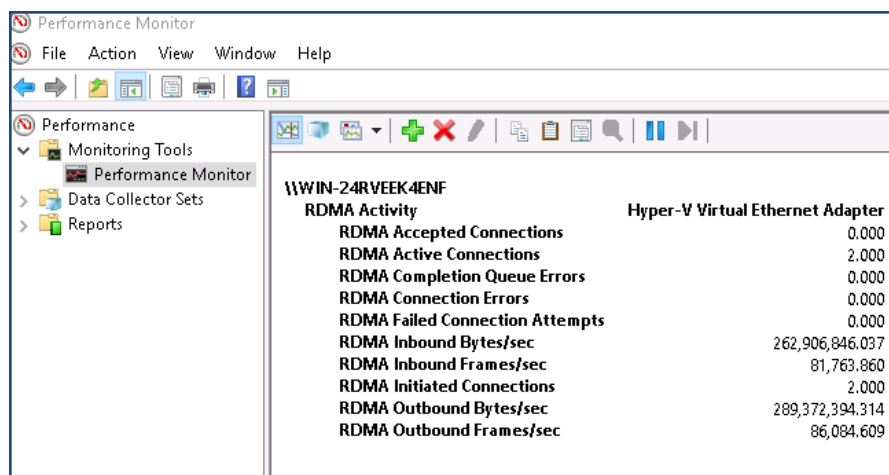 Performance Monitor
File Action View Window Help
Performance
Monitoring Tools
Performance Monitor
Data Collector Sets
Reports
\\WIN-24RVEEK4ENF
RDMA Activity Hyper-V Virtual Ethernet Adapter
RDMA Accepted Connections 0.000
RDMA Active Connections 2.000
RDMA Completion Queue Errors 0.000
RDMA Connection Errors 0.000
RDMA Failed Connection Attempts 0.000
RDMA Inbound Bytes/sec 262,906,846.037
RDMA Inbound Frames/sec 81,763.860
RDMA Initiated Connections 2.000
RDMA Outbound Bytes/sec 289,372,394.314
RDMA Outbound Frames/sec 86,084.609